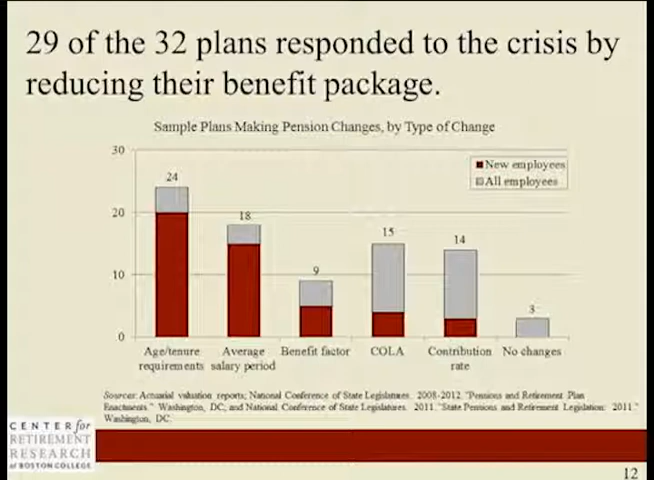 29 of the 32 plans responded to the crisis by
reducing their benefit package.
Sample Plans Making Pension Changes, by Type of Change
30
20
10
0
New employees
All employees
24
18
9
15
14
3
Age/tenure requirements
Average salary period
Benefit factor
COLA
Contribution rate
No changes
Sources: Actuarial valuation reports; National Conference of State Legislatures. 2008-2012. "Pensions and Retirement Plan
Enactments." Washington, DC; and National Conference of State Legislatures. 2011. "State Pensions and Retirement Legislation: 2011."
Washington, DC.
CENTER for
RETIREMENT
RESEARCH
at BOSTON COLLEGE
12